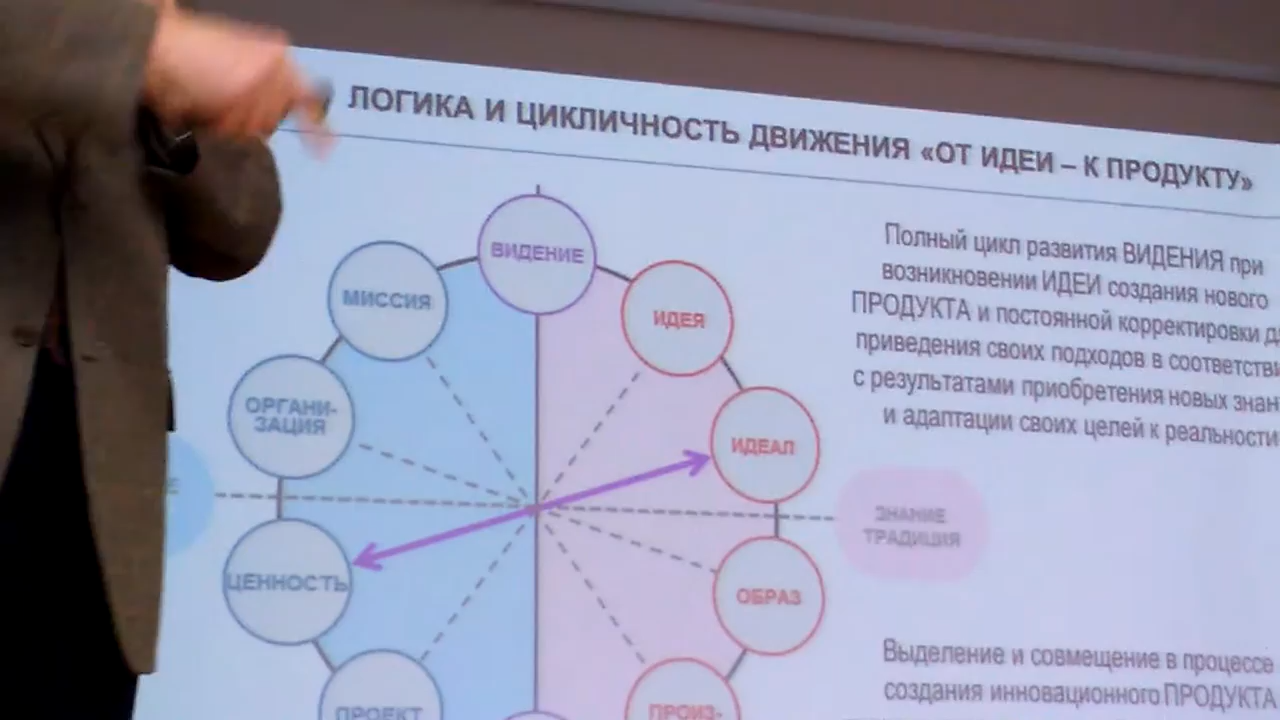 ЛОГИКА И ЦИКЛИЧНОСТЬ ДВИЖЕНИЯ «ОТ ИДЕИ – К ПРОДУКТУ»
ВИДЕНИЕ
МИССИЯ
ИДЕЯ
ОРГАНИ-
ЗАЦИЯ
ИДЕАЛ
ЦЕННОСТЬ
ОБРАЗ
ПРОЕКТ
ПРОИЗ-
ЗНАНИЕ
ТРАДИЦИЯ
Полный цикл развития ВИДЕНИЯ при
возникновении ИДЕИ создания нового
ПРОДУКТА и постоянной корректировки
приведения своих подходов в
с результатами приобретения новых
и адаптации своих целей к реальности
Выделение и совмещение в процессе
создания инновационного ПРОДУКТА